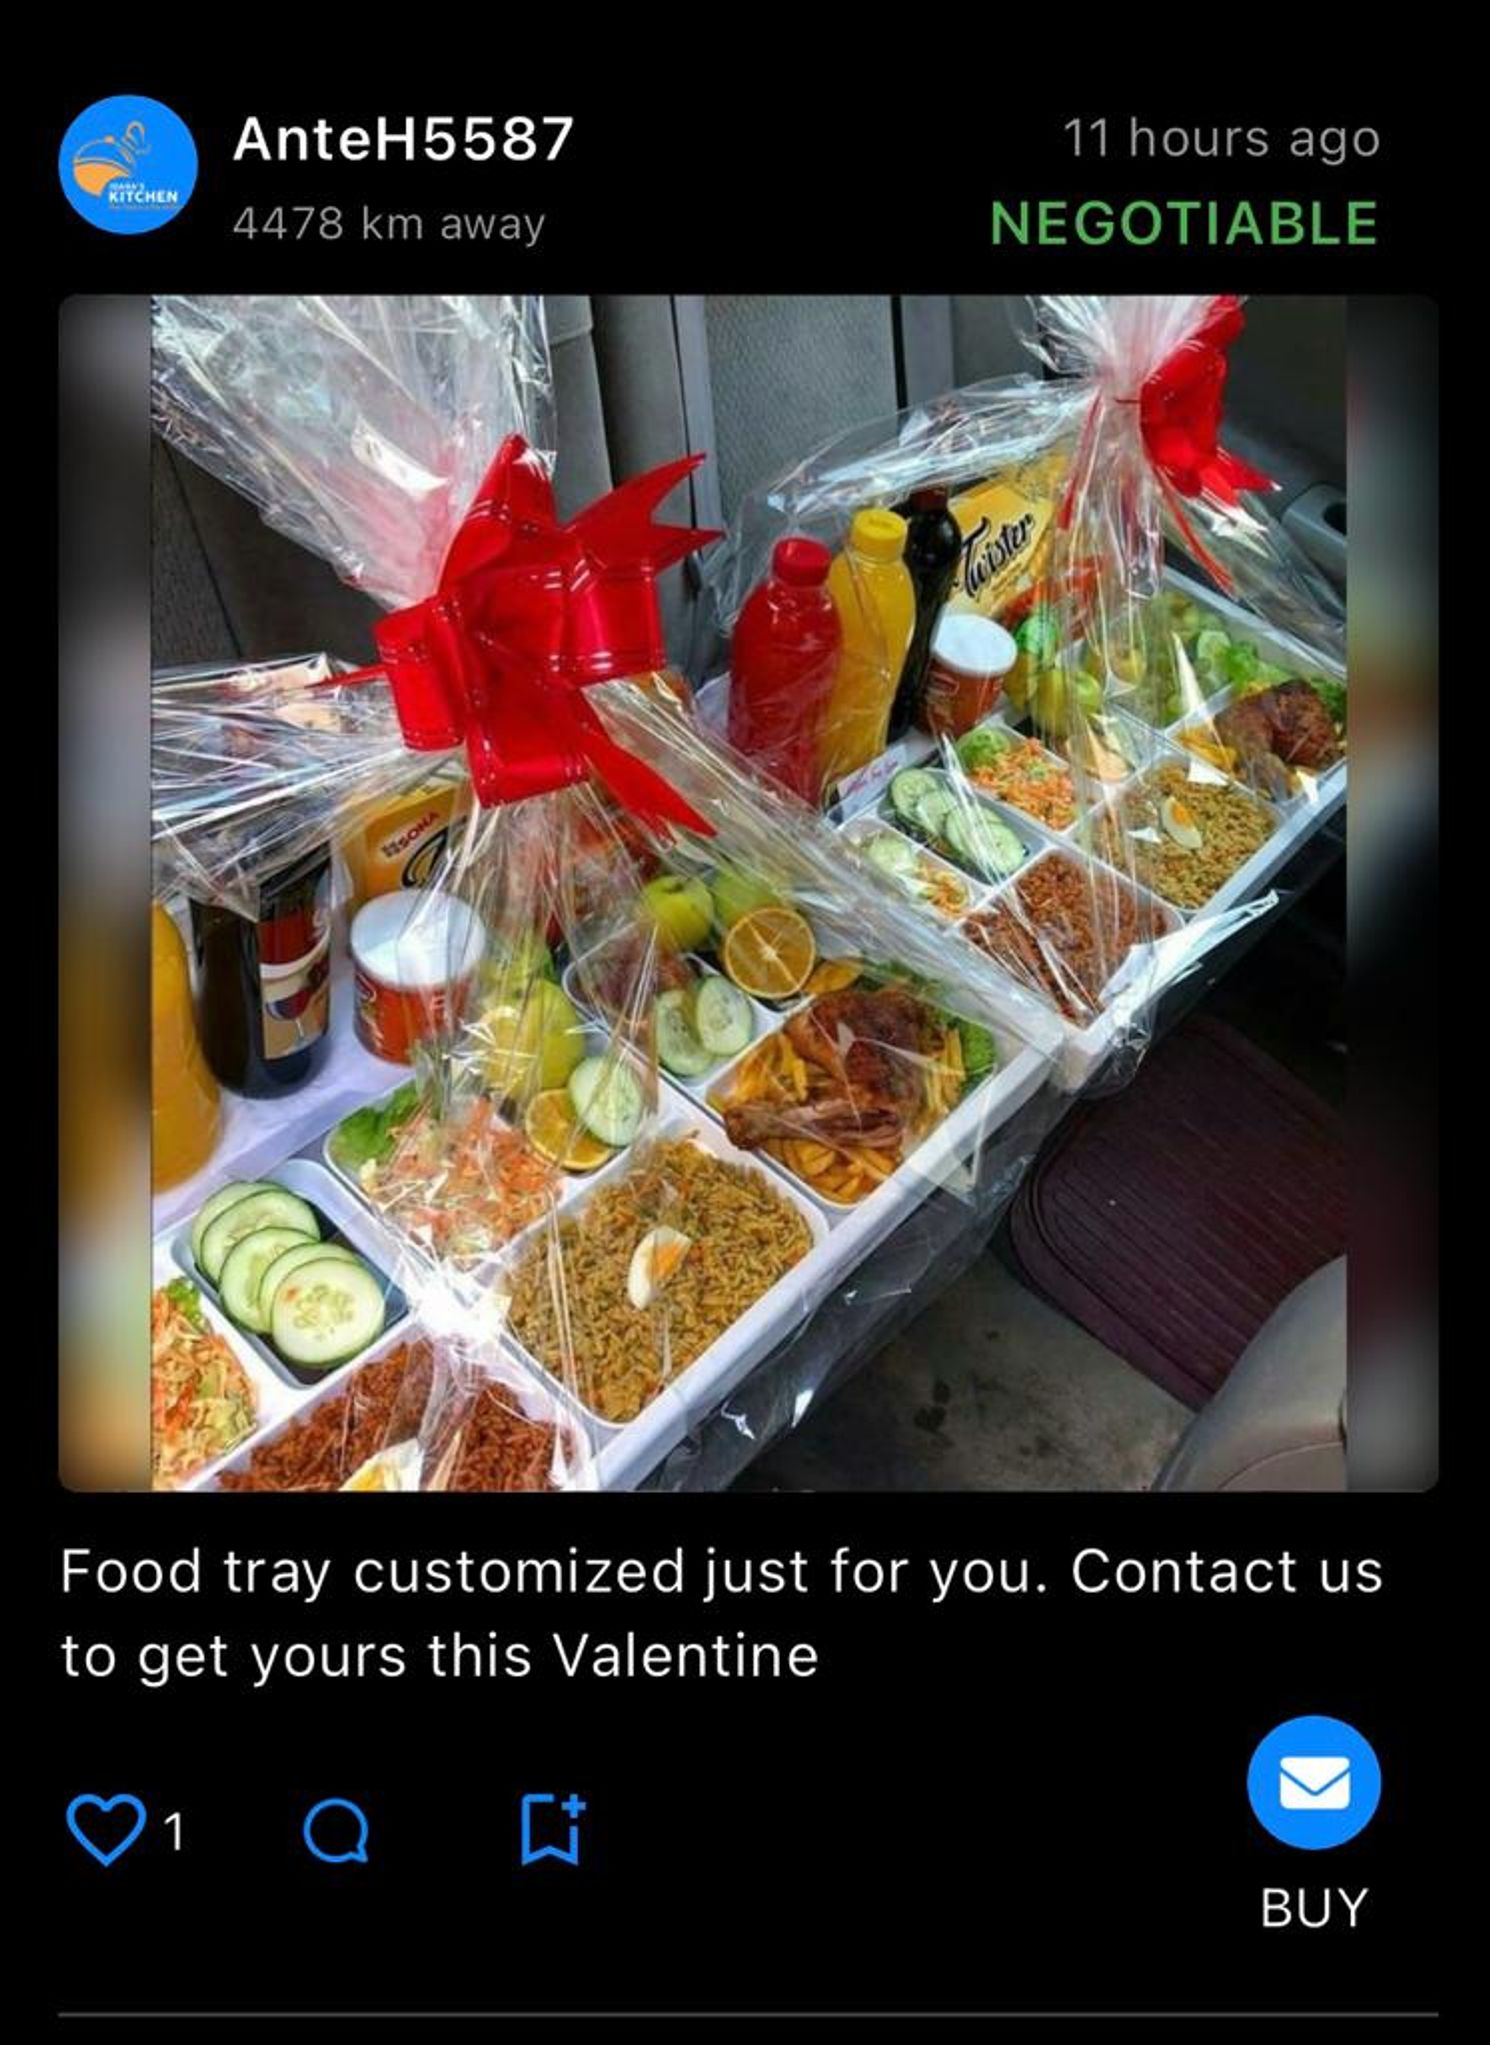 AnteH5587
11 hours ago
4478 km away
NEGOTIABLE
KITCHEN
Twister
Food tray customized just for you. Contact us
to get yours this Valentine
1
BUY